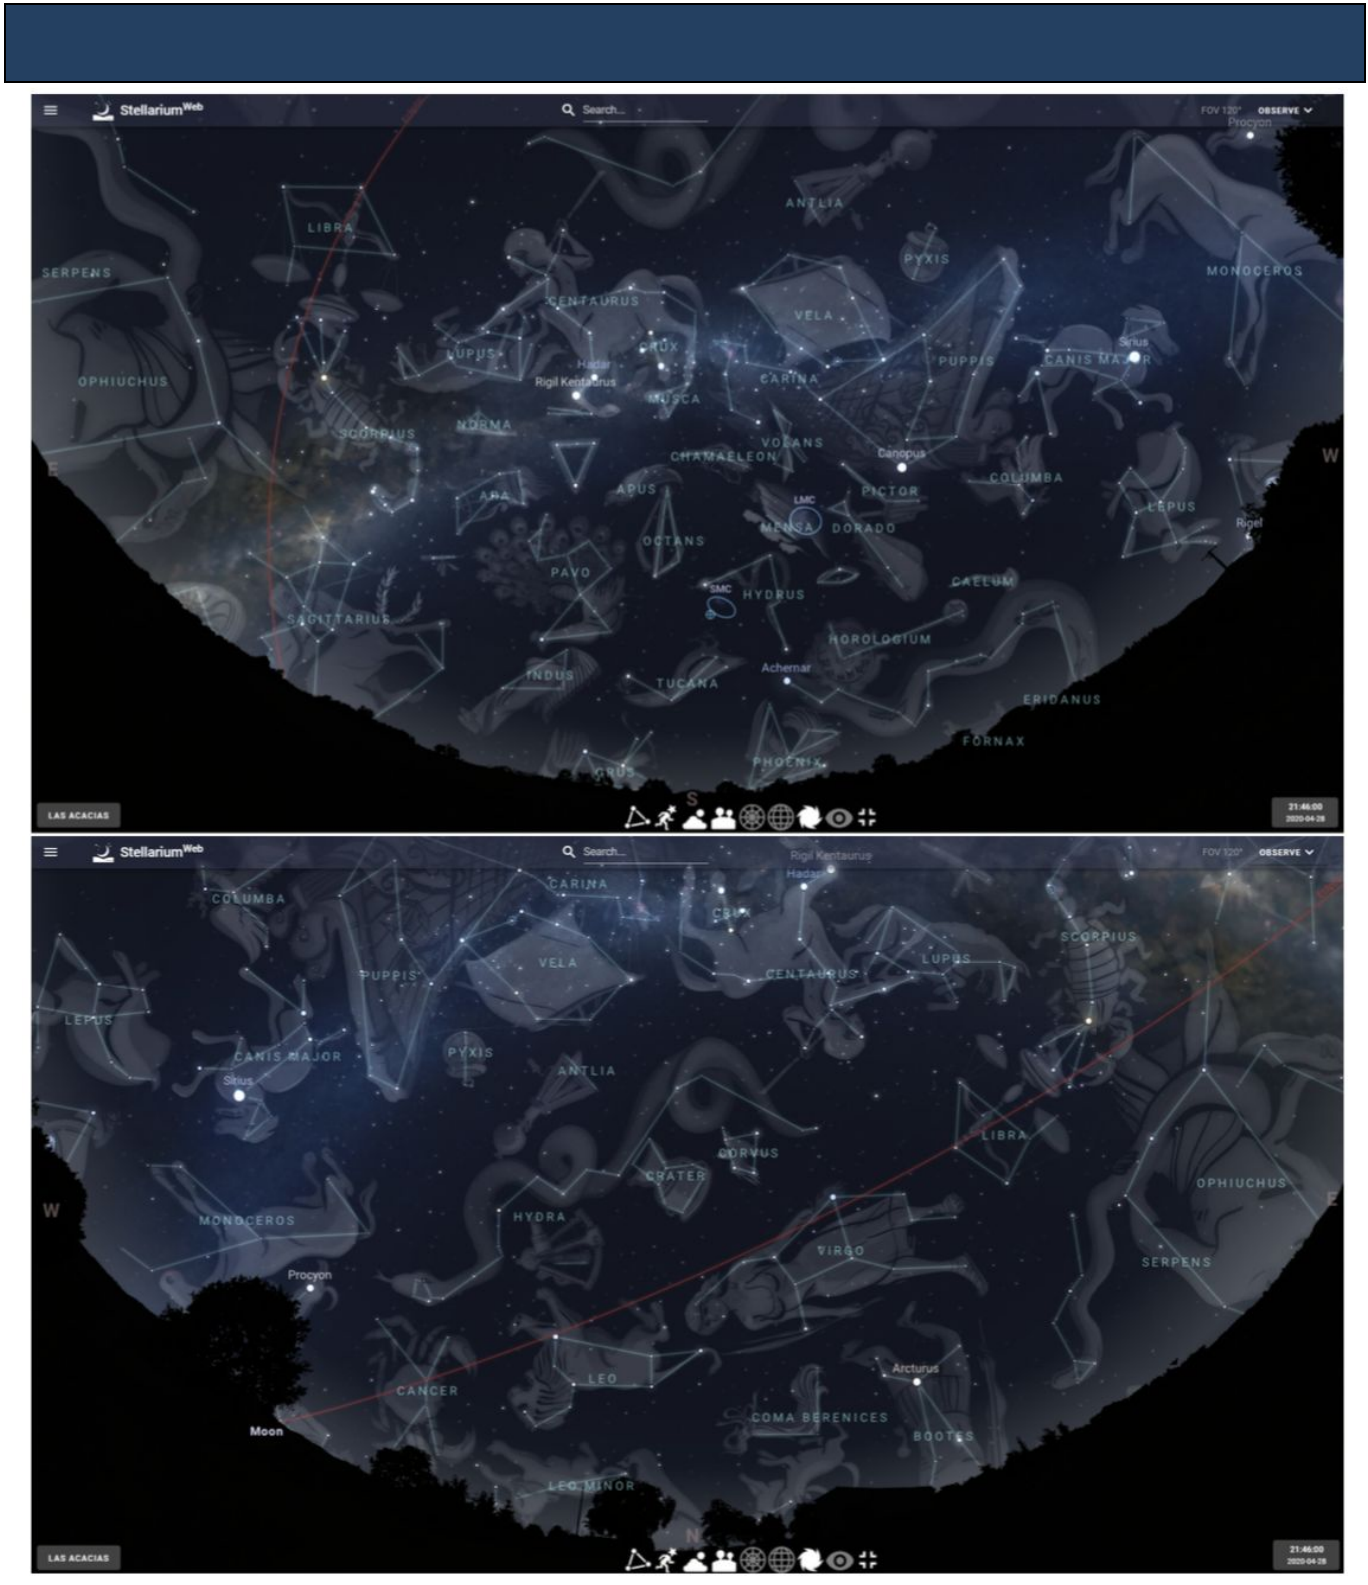 Stellarium Web
Search...
FOV 120°
OBSERVE
Procyon
ANTLIA
LIBRA
PYXIS
SERPENS
MONOCEROS
CENTAURUS
VELA
Sirius
LUPUS
CRUX
PUPPIS
CANIS MAJOR
Hadar
Rigil Kentaurus
CARINA
OPHIUCHUS
MUSCA
NORMA
SCORPIUS
VOLANS
CHAMAELEON
Canopus
E
W
COLUMBA
APUS
PICTOR
ARA
LMC
LEPUS
MENSA
DORADO
Rigel
OCTANS
PAVO
CAELUM
SMC
HYDRUS
SAGITTARIUS
HOROLOGIUM
Achernar
INDUS
TUCANA
ERIDANUS
FORNAX
PHOENIX
GRUS
S
LAS ACACIAS
21:46:00
2020-04-28
Stellarium Web
Search...
Rigil Kentaurus
FOV 120°
OBSERVE
Hadar
CARINA
COLUMBA
CRUX
SCORPIUS
VELA
LUPUS
PUPPIS
CENTAURUS
LEPUS
PYXIS
CANIS MAJOR
ANTLIA
Sirius
LIBRA
CORVUS
CRATER
OPHIUCHUS
E
W
HYDRA
MONOCEROS
VIRGO
SERPENS
Procyon
Arcturus
LEO
CANCER
COMA BERENICES
Moon
BOOTES
LEO MINOR
N
LAS ACACIAS
21:46:00
2020-04-28